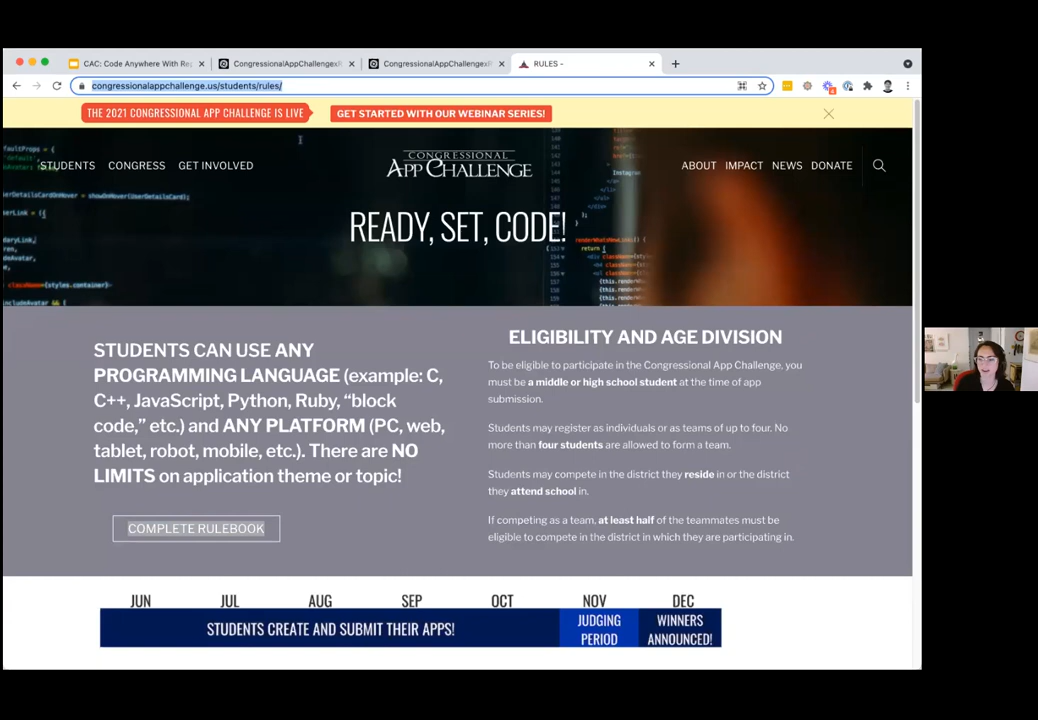 CAC: Code Anywhere With Rep
CongressionalAppChallengexR
CongressionalAppChallengexR
RULES -
congressionalappchallenge.us/students/rules/
THE 2021 CONGRESSIONAL APP CHALLENGE IS LIVE
GET STARTED WITH OUR WEBINAR SERIES!
STUDENTS CONGRESS GET INVOLVED
CONGRESSIONAL
APP CHALLENGE
ABOUT IMPACT NEWS DONATE
READY, SET, CODE!
STUDENTS CAN USE ANY
PROGRAMMING LANGUAGE (example: C,
C++, JavaScript, Python, Ruby, “block
code,” etc.) and ANY PLATFORM (PC, web,
tablet, robot, mobile, etc.). There are NO
LIMITS on application theme or topic!
COMPLETE RULEBOOK
ELIGIBILITY AND AGE DIVISION
To be eligible to participate in the Congressional App Challenge, you
must be a middle or high school student at the time of app
submission.
Students may register as individuals or as teams of up to four. No
more than four students are allowed to form a team.
Students may compete in the district they reside in or the district
they attend school in.
If competing as a team, at least half of the teammates must be
eligible to compete in the district in which they are participating in.
JUN JUL AUG SEP OCT NOV DEC
STUDENTS CREATE AND SUBMIT THEIR APPS!
JUDGING
PERIOD
WINNERS
ANNOUNCED!